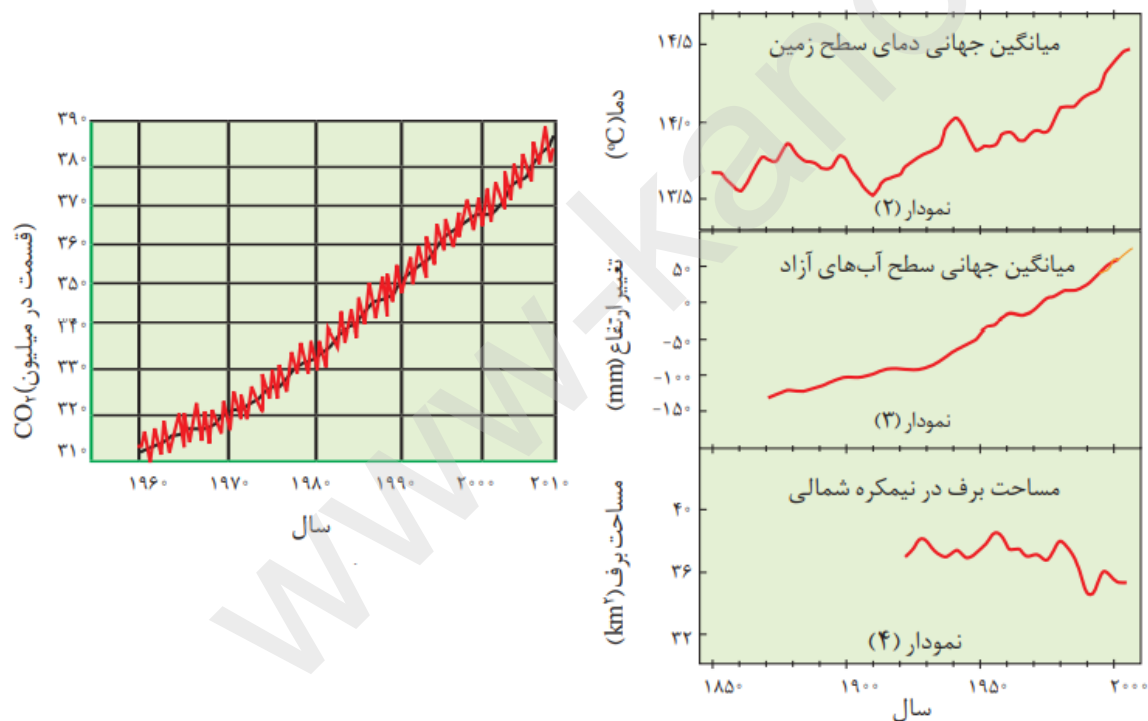 ۳۹۰
۳۸۰
۳۷۰
۳۶۰
۳۵۰
۳۴۰
۳۳۰
۳۲۰
۳۱۰
CO₂(قسمت در میلیون)
۱۹۶۰ ۱۹۷۰ ۱۹۸۰ ۱۹۹۰ ۲۰۰۰ ۲۰۱۰
سال
میانگین جهانی دمای سطح زمین
۱۴/۵
۱۴/۰
۱۳/۵
دما(°C)
نمودار (۲)
میانگین جهانی سطح آب‌های آزاد
۵۰
۰
-۵۰
-۱۰۰
-۱۵۰
تغییر ارتفاع (mm)
نمودار (۳)
مساحت برف در نیمکره شمالی
۴۰
۳۶
۳۲
مساحت برف (km²)
نمودار (۴)
۱۸۵۰ ۱۹۰۰ ۱۹۵۰ ۲۰۰۰
سال